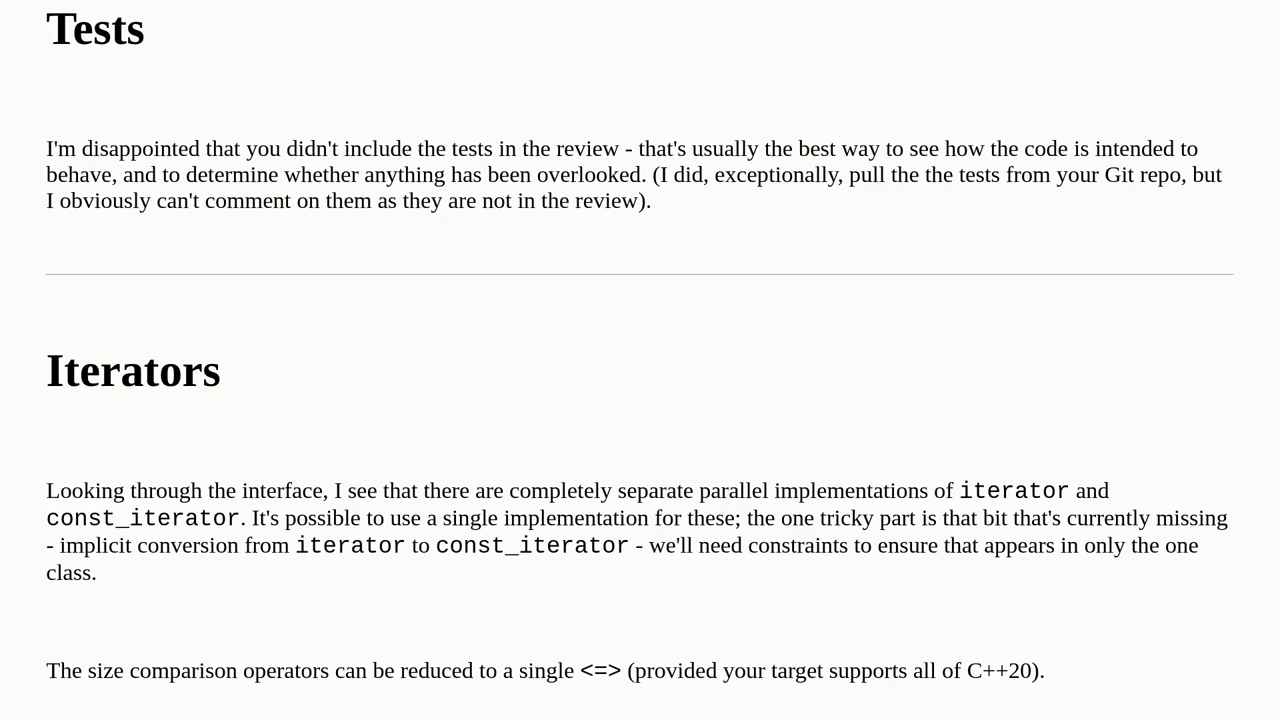 Tests
I'm disappointed that you didn't include the tests in the review - that's usually the best way to see how the code is intended to
behave, and to determine whether anything has been overlooked. (I did, exceptionally, pull the the tests from your Git repo, but
I obviously can't comment on them as they are not in the review).
Iterators
Looking through the interface, I see that there are completely separate parallel implementations of iterator and
const_iterator. It's possible to use a single implementation for these; the one tricky part is that bit that's currently missing
- implicit conversion from iterator to const_iterator - we'll need constraints to ensure that appears in only the one
class.
The size comparison operators can be reduced to a single <=> (provided your target supports all of C++20).